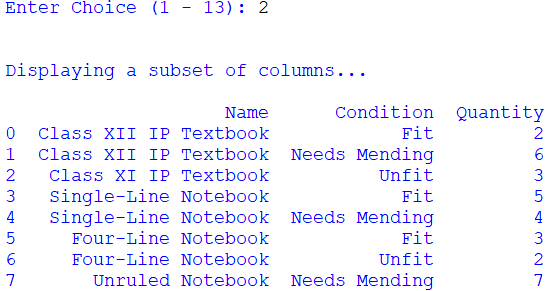 Enter Choice (1 - 13): 2
Displaying a subset of columns...
Name Condition Quantity
0 Class XII IP Textbook Fit 2
1 Class XII IP Textbook Needs Mending 6
2 Class XI IP Textbook Unfit 3
3 Single-Line Notebook Fit 5
4 Single-Line Notebook Needs Mending 4
5 Four-Line Notebook Fit 3
6 Four-Line Notebook Unfit 2
7 Unruled Notebook Needs Mending 7